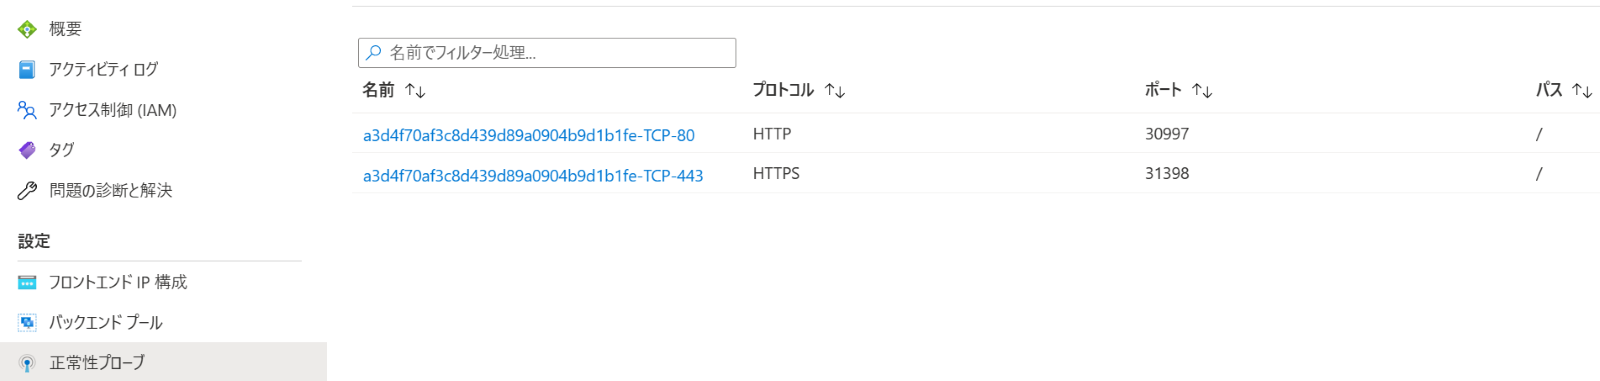 概要
アクティビティ ログ
アクセス制御 (IAM)
タグ
問題の診断と解決
設定
フロントエンド IP 構成
バックエンド プール
正常性プローブ
名前でフィルター処理...
名前 ↑↓ プロトコル ↑↓ ポート ↑↓ パス ↑↓
a3d4f70af3c8d439d89a0904b9d1b1fe-TCP-80 HTTP 30997 /
a3d4f70af3c8d439d89a0904b9d1b1fe-TCP-443 HTTPS 31398 /